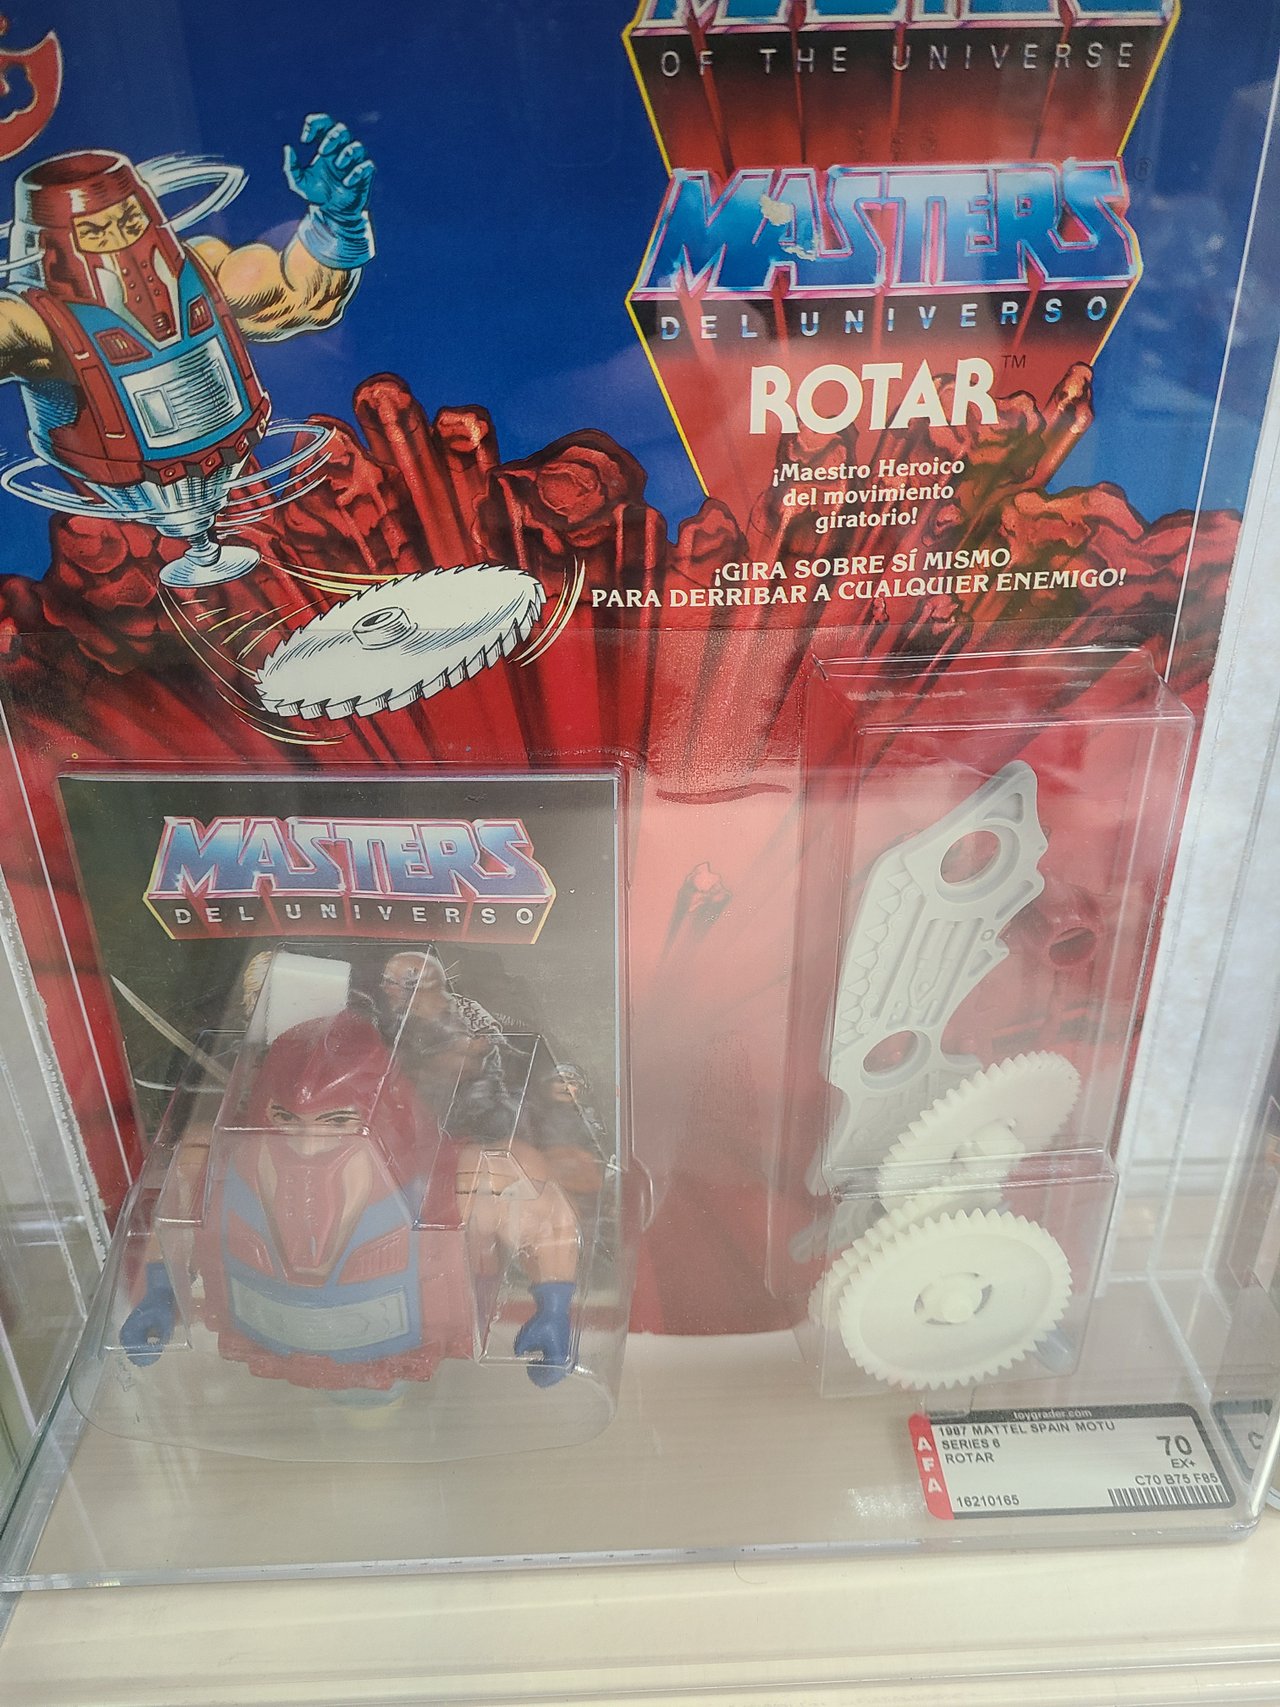 OF THE UNIVERSE
MASTERS®
DEL UNIVERSO
ROTAR™
¡Maestro Heroico
del movimiento
giratorio!
¡GIRA SOBRE SÍ MISMO
PARA DERRIBAR A CUALQUIER ENEMIGO!
MASTERS
DEL UNIVERSO
toygrader.com
AFA
1987 MATTEL SPAIN MOTU
SERIES 6
ROTAR
70
EX+
C70 B75 F85
16210165